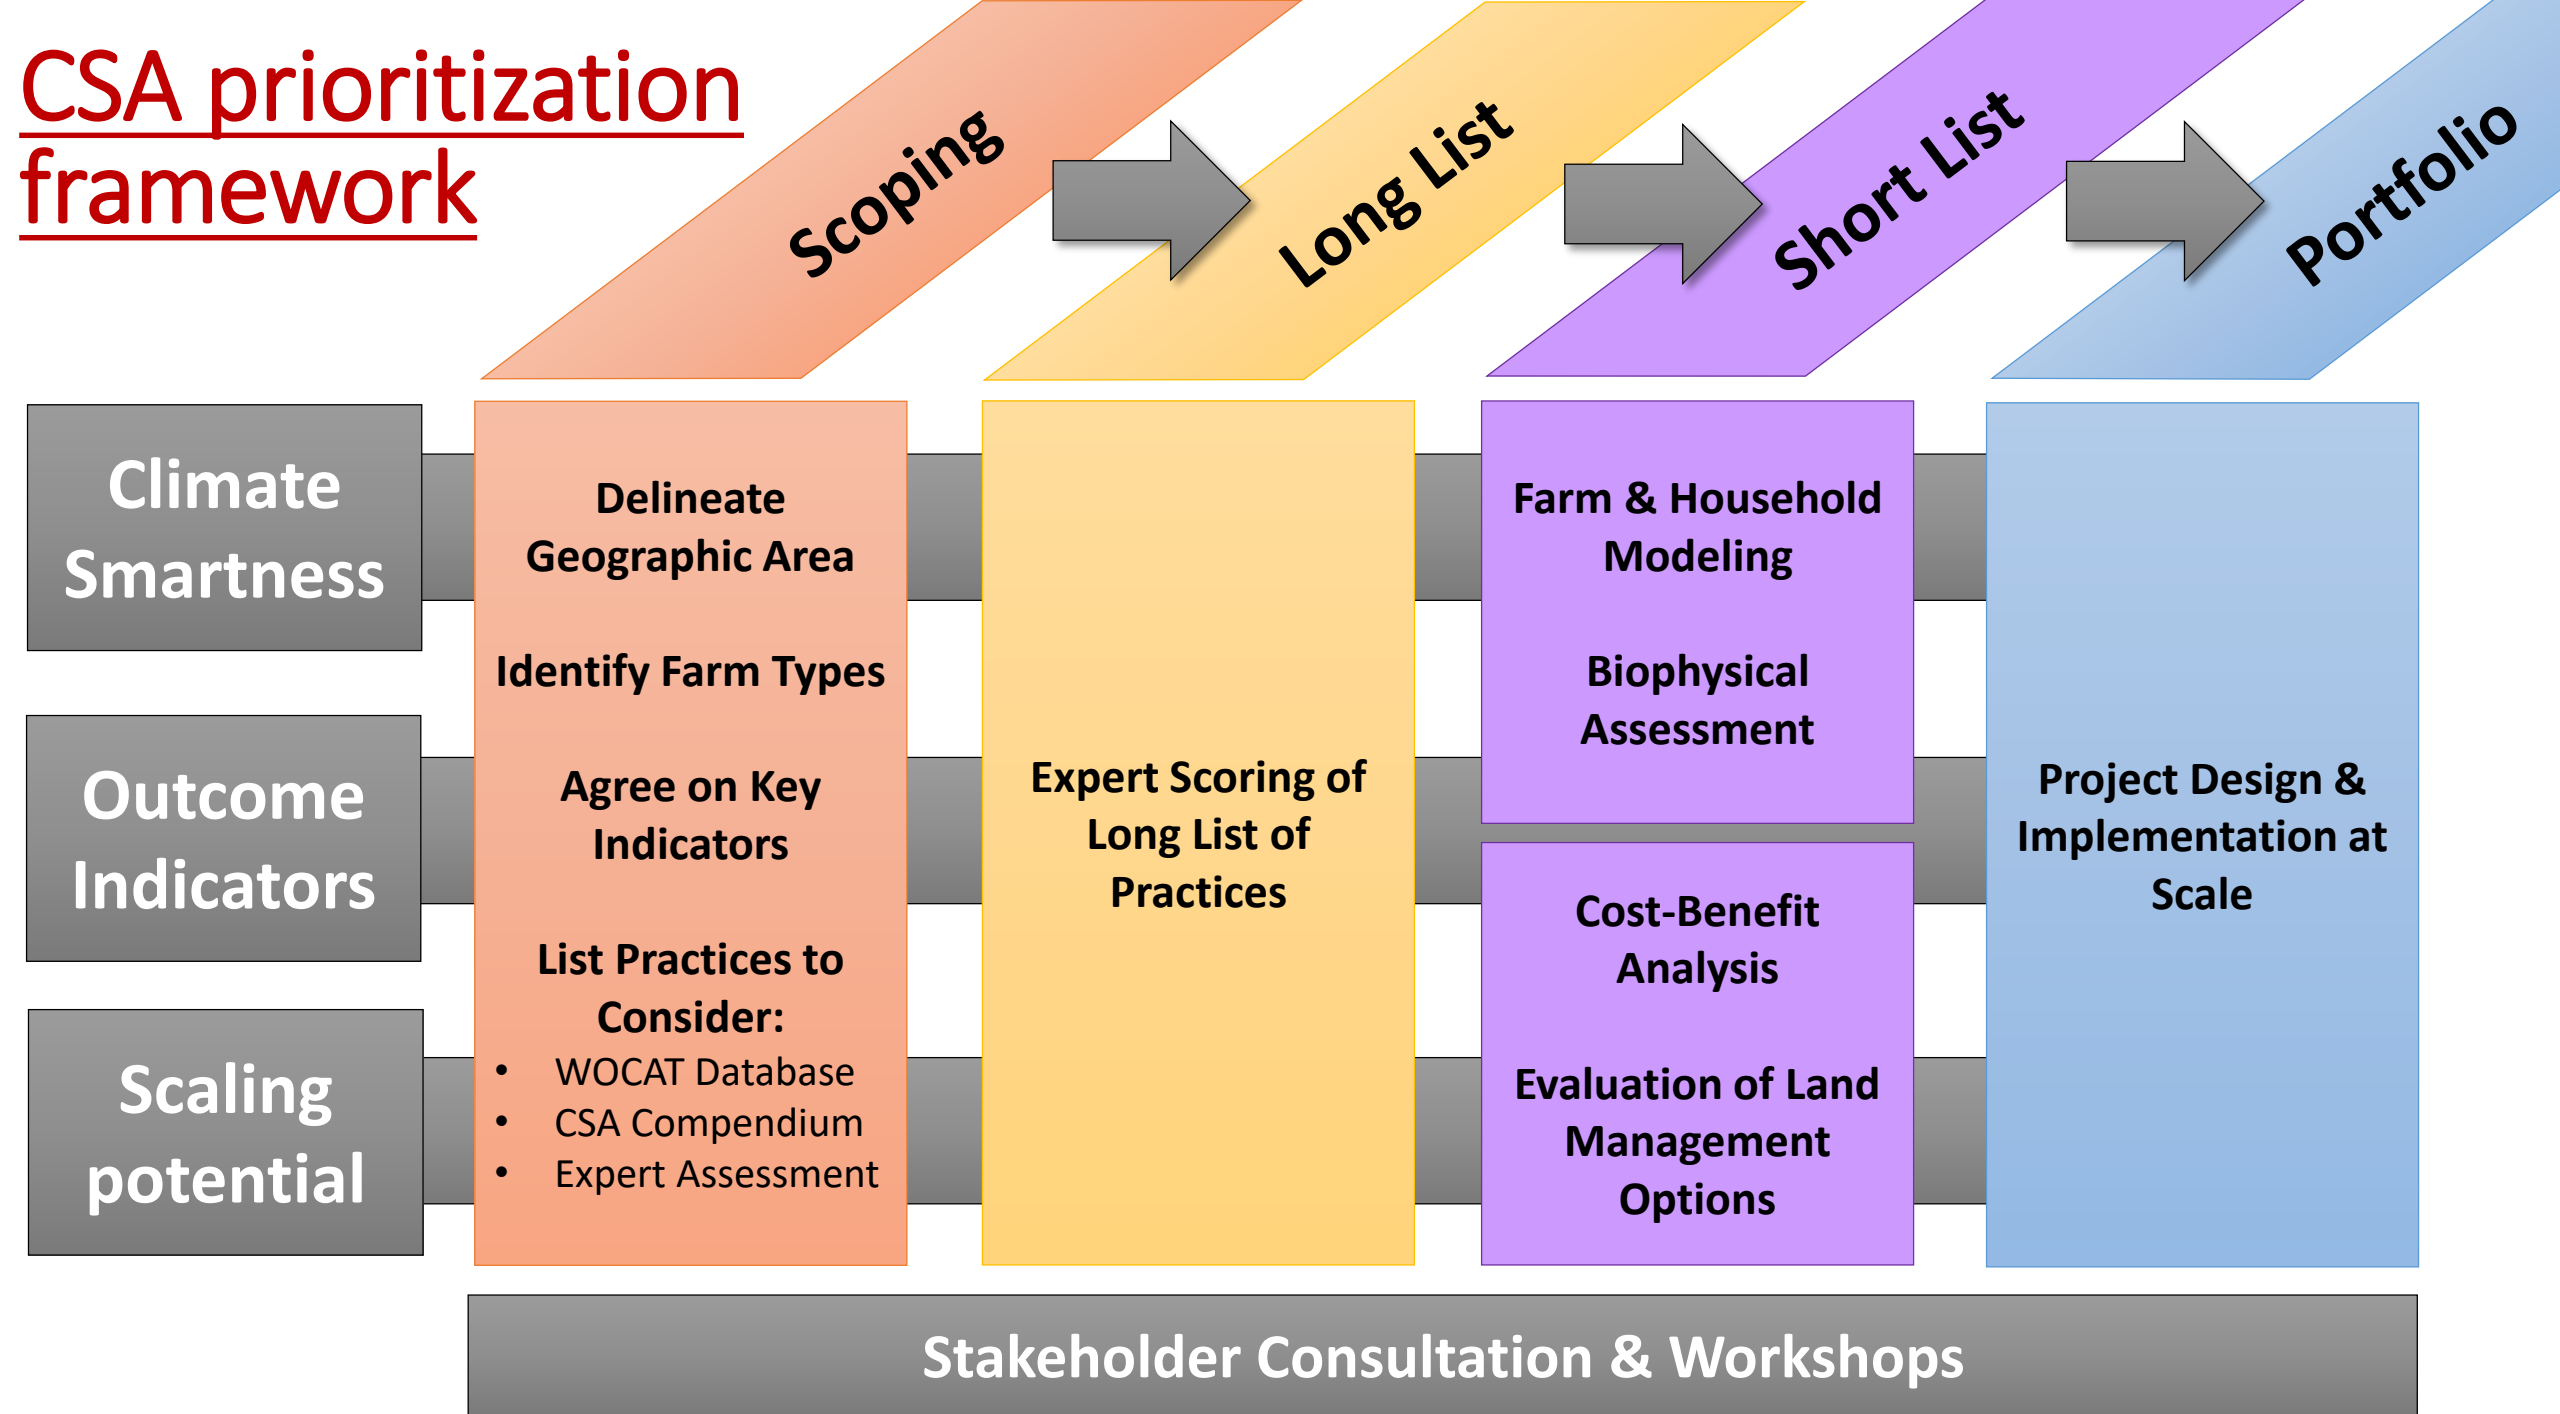 CSA prioritization
framework
Scoping
Long List
Short List
Portfolio
Climate
Smartness
Outcome
Indicators
Scaling
potential
Delineate
Geographic Area
Identify Farm Types
Agree on Key
Indicators
List Practices to
Consider:
• WOCAT Database
• CSA Compendium
• Expert Assessment
Expert Scoring of
Long List of
Practices
Farm & Household
Modeling
Biophysical
Assessment
Cost-Benefit
Analysis
Evaluation of Land
Management
Options
Project Design &
Implementation at
Scale
Stakeholder Consultation & Workshops